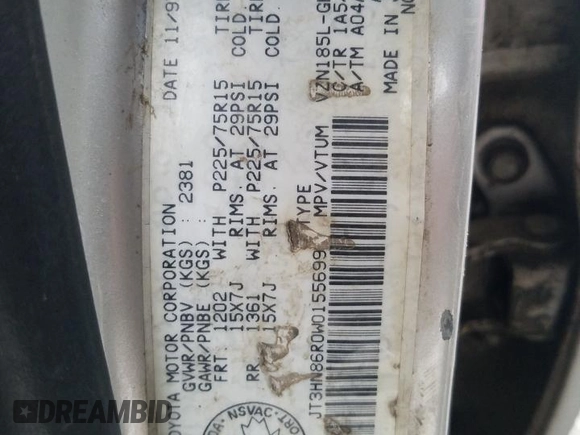 TOYOTA MOTOR CORPORATION DATE 11/9
GVWR/PNBV (KGS) : 2381
GAWR/PNBE (KGS) :
FRT. 1202 WITH P225/75R15 TIR
15X7J RIMS. AT 29PSI COLD.
RR 1361 WITH P225/75R15 TIR
15X7J RIMS. AT 29PSI COLD.
TYPE VZN185L-G
JT3HN86R0W0155699 MPV/VTUM C/TR 1A5
A/TM A04
MADE IN
NSVAC
DREAMBID